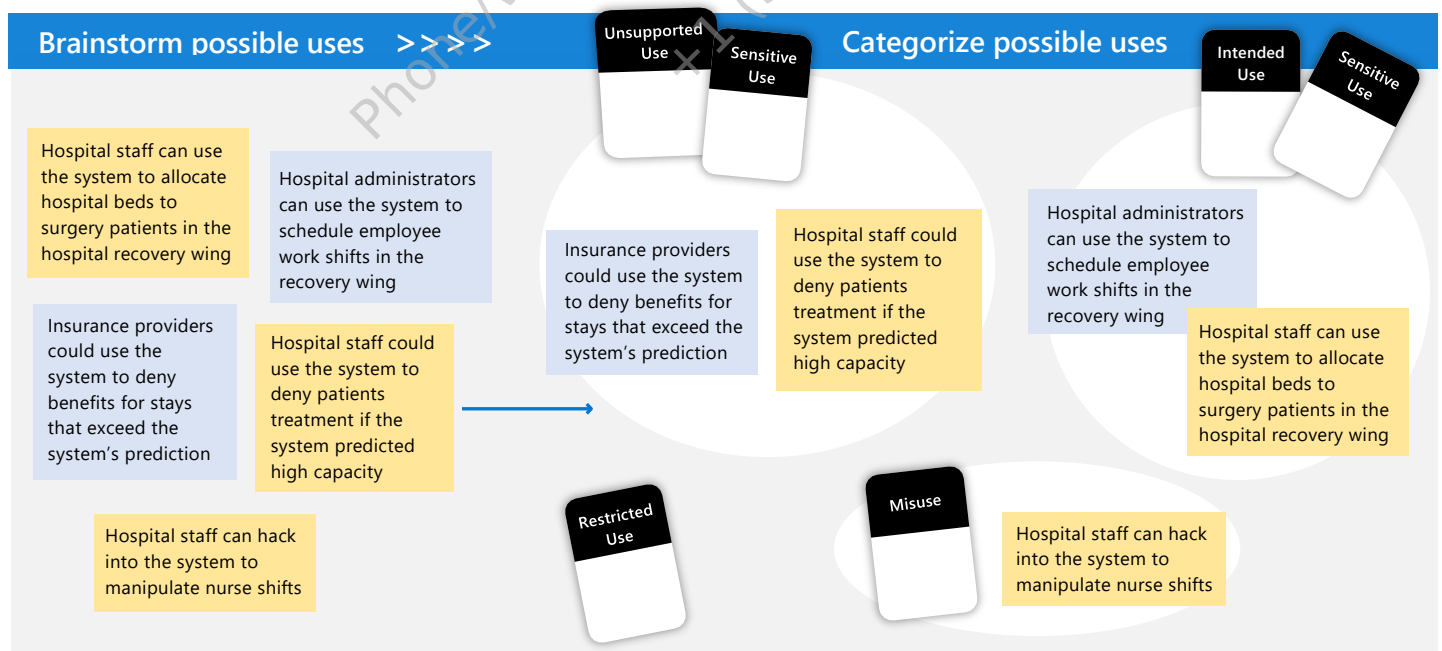 Brainstorm possible uses >>>>
Hospital staff can use
the system to allocate
hospital beds to
surgery patients in the
hospital recovery wing
Hospital administrators
can use the system to
schedule employee
work shifts in the
recovery wing
Insurance providers
could use the
system to deny
benefits for stays
that exceed the
system's prediction
Hospital staff could
use the system to
deny patients
treatment if the
system predicted
high capacity
Hospital staff can hack
into the system to
manipulate nurse shifts
Categorize possible uses
Unsupported
Use
Sensitive
Use
Insurance providers
could use the system
to deny benefits for
stays that exceed the
system's prediction
Hospital staff could
use the system to
deny patients
treatment if the
system predicted
high capacity
Intended
Use
Sensitive
Use
Hospital administrators
can use the system to
schedule employee
work shifts in the
recovery wing
Hospital staff can use
the system to allocate
hospital beds to
surgery patients in the
hospital recovery wing
Restricted
Use
Misuse
Hospital staff can hack
into the system to
manipulate nurse shifts